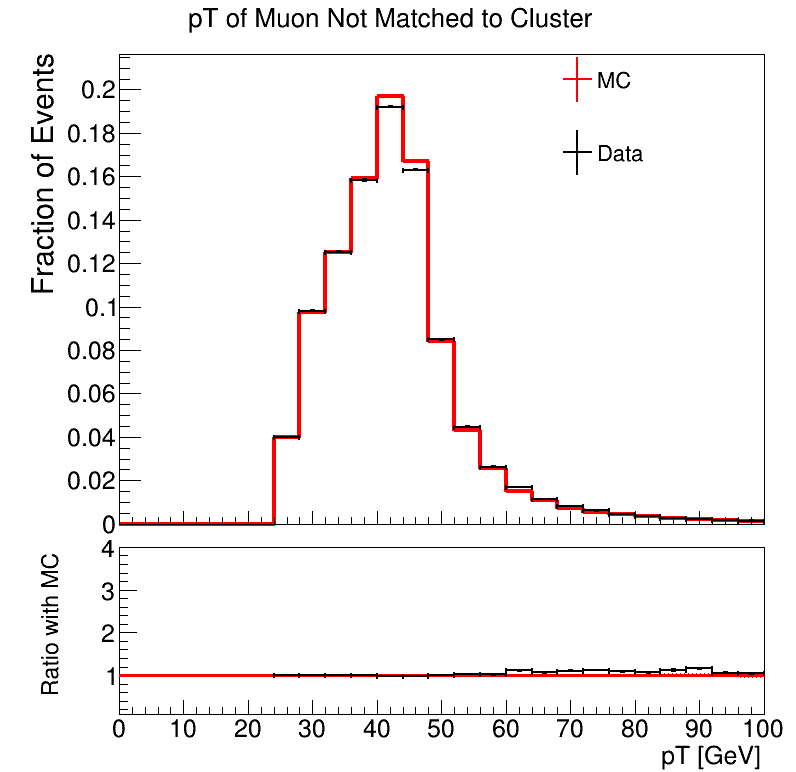 pT of Muon Not Matched to Cluster
Fraction of Events
0.2
0.18
0.16
0.14
0.12
0.1
0.08
0.06
0.04
0.02
0
MC
Data
Ratio with MC
4
3
2
1
0 10 20 30 40 50 60 70 80 90 100
pT [GeV]